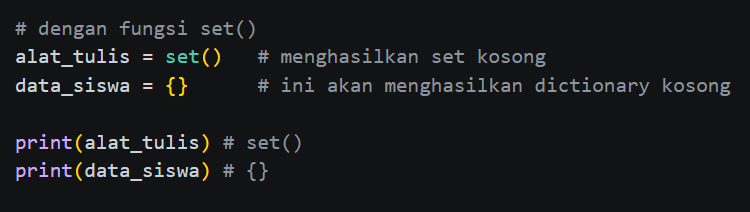 # dengan fungsi set()
alat_tulis = set()   # menghasilkan set kosong
data_siswa = {}      # ini akan menghasilkan dictionary kosong

print(alat_tulis) # set()
print(data_siswa) # {}